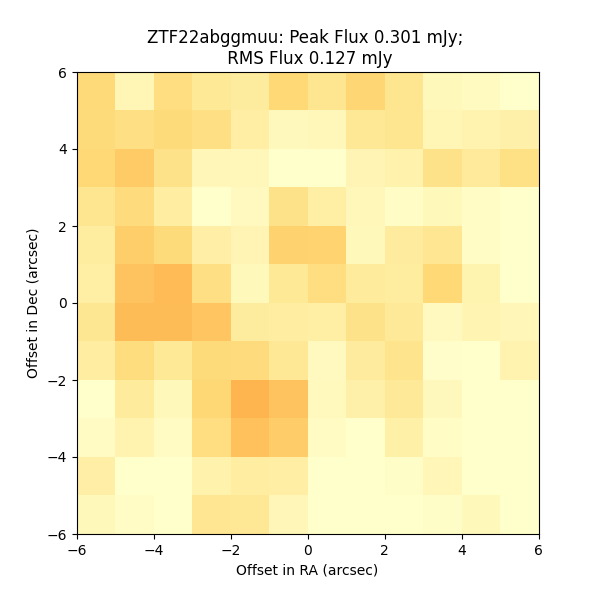 ZTF22abggmuu: Peak Flux 0.301 mJy;
RMS Flux 0.127 mJy
6
4
2
0
−2
−4
−6
Offset in Dec (arcsec)
−6 −4 −2 0 2 4 6
Offset in RA (arcsec)